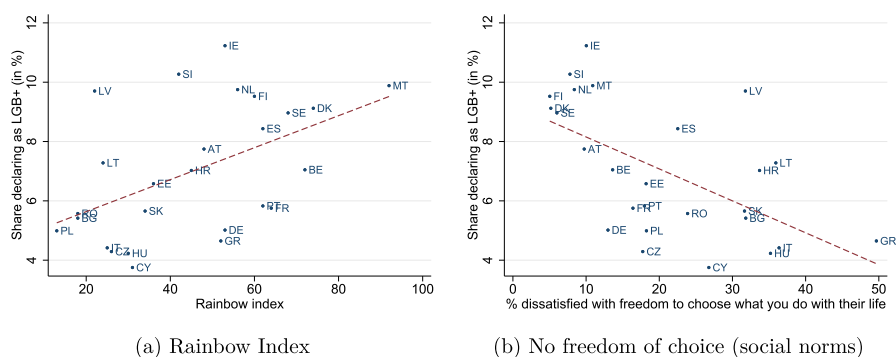 Share declaring as LGB+ (in %)
12
10
8
6
4
IE
SI
LV
NL
FI
MT
DK
SE
ES
AT
LT
HR
BE
EE
PT
FR
SK
RO
BG
PL
DE
GR
IT
CZ
HU
CY
20 40 60 80 100
Rainbow index
(a) Rainbow Index
Share declaring as LGB+ (in %)
12
10
8
6
4
IE
SI
MT
NL
FI
LV
DK
SE
ES
AT
LT
BE
HR
EE
FR
PT
RO
SK
BG
DE
PL
GR
CZ
IT
HU
CY
0 10 20 30 40 50
% dissatisfied with freedom to choose what you do with their life
(b) No freedom of choice (social norms)